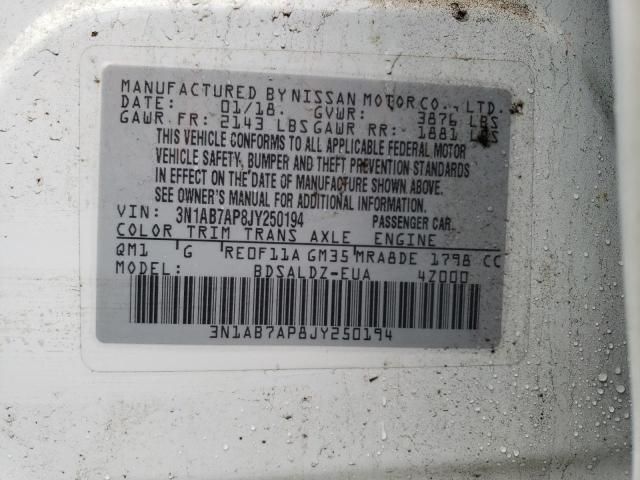 MANUFACTURED BY NISSAN MOTOR CO., LTD.
DATE: 01/18. GVWR: 3876 LBS
GAWR FR: 2143 LBS GAWR RR: 1881 LBS
THIS VEHICLE CONFORMS TO ALL APPLICABLE FEDERAL MOTOR
VEHICLE SAFETY, BUMPER AND THEFT PREVENTION STANDARDS
IN EFFECT ON THE DATE OF MANUFACTURE SHOWN ABOVE.
SEE OWNER'S MANUAL FOR ADDITIONAL INFORMATION.
VIN: 3N1AB7AP8JY250194 PASSENGER CAR.
COLOR TRIM TRANS AXLE ENGINE
QM1 G RE0F11A GM35 MRA8DE 1798 CC
MODEL: BDSALDZ-EUA 4Z000
3N1AB7AP8JY250194